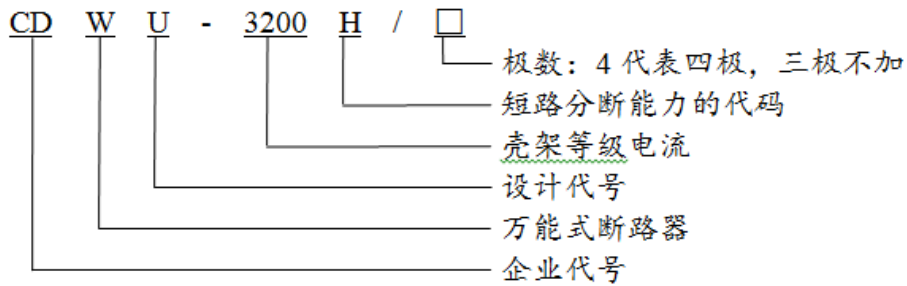 CD W U - 3200 H / □
极数：4 代表四极，三极不加
短路分断能力的代码
壳架等级电流
设计代号
万能式断路器
企业代号